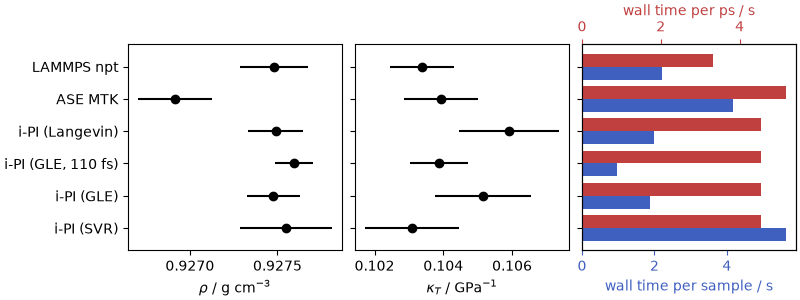 wall time per ps / s
0 2 4
LAMMPS npt
ASE MTK
i-PI (Langevin)
i-PI (GLE, 110 fs)
i-PI (GLE)
i-PI (SVR)
0.9270 0.9275
ρ / g cm⁻³
0.102 0.104 0.106
κ_T / GPa⁻¹
0 2 4
wall time per sample / s